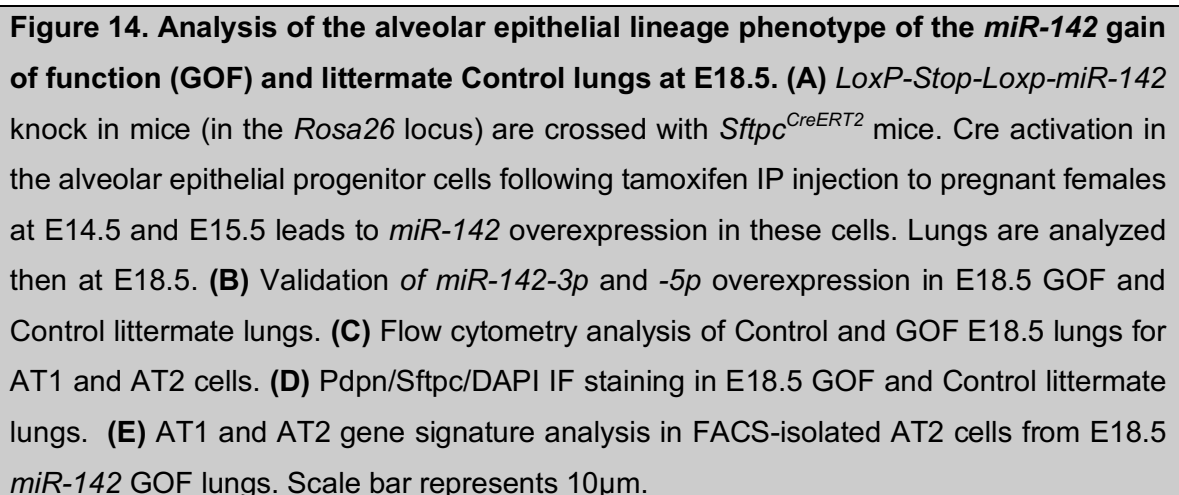 Figure 14. Analysis of the alveolar epithelial lineage phenotype of the miR-142 gain
of function (GOF) and littermate Control lungs at E18.5. (A) LoxP-Stop-Loxp-miR-142
knock in mice (in the Rosa26 locus) are crossed with Sftpc^CreERT2 mice. Cre activation in
the alveolar epithelial progenitor cells following tamoxifen IP injection to pregnant females
at E14.5 and E15.5 leads to miR-142 overexpression in these cells. Lungs are analyzed
then at E18.5. (B) Validation of miR-142-3p and -5p overexpression in E18.5 GOF and
Control littermate lungs. (C) Flow cytometry analysis of Control and GOF E18.5 lungs for
AT1 and AT2 cells. (D) Pdpn/Sftpc/DAPI IF staining in E18.5 GOF and Control littermate
lungs. (E) AT1 and AT2 gene signature analysis in FACS-isolated AT2 cells from E18.5
miR-142 GOF lungs. Scale bar represents 10µm.